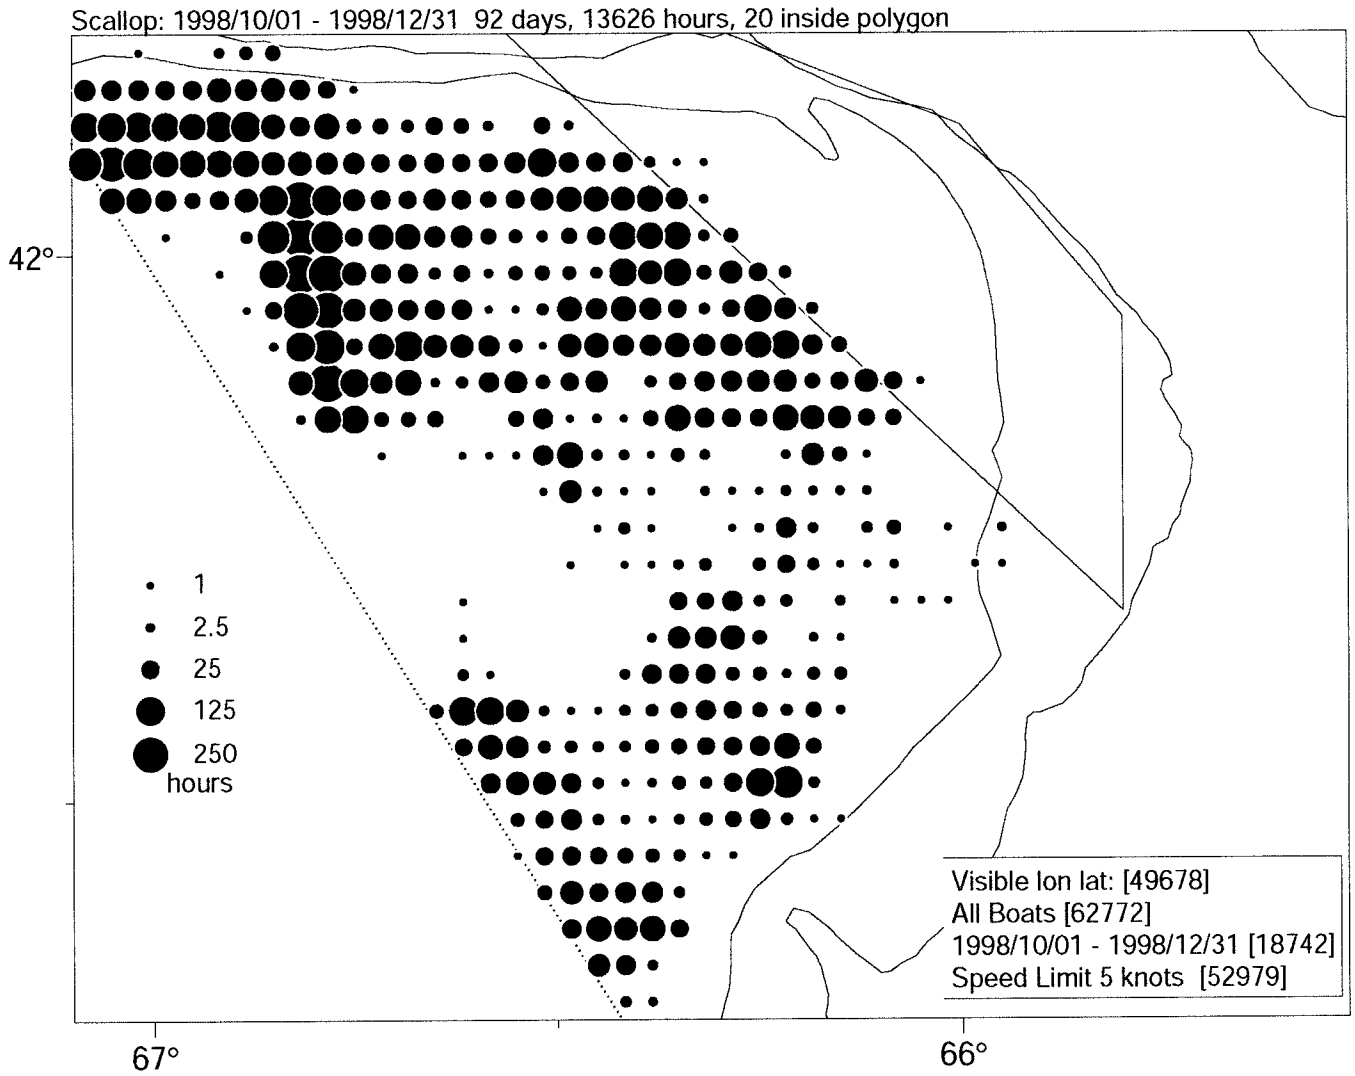 Scallop: 1998/10/01 - 1998/12/31 92 days, 13626 hours, 20 inside polygon
42°
1
2.5
25
125
250
hours
Visible lon lat: [49678]
All Boats [62772]
1998/10/01 - 1998/12/31 [18742]
Speed Limit 5 knots [52979]
67°
66°